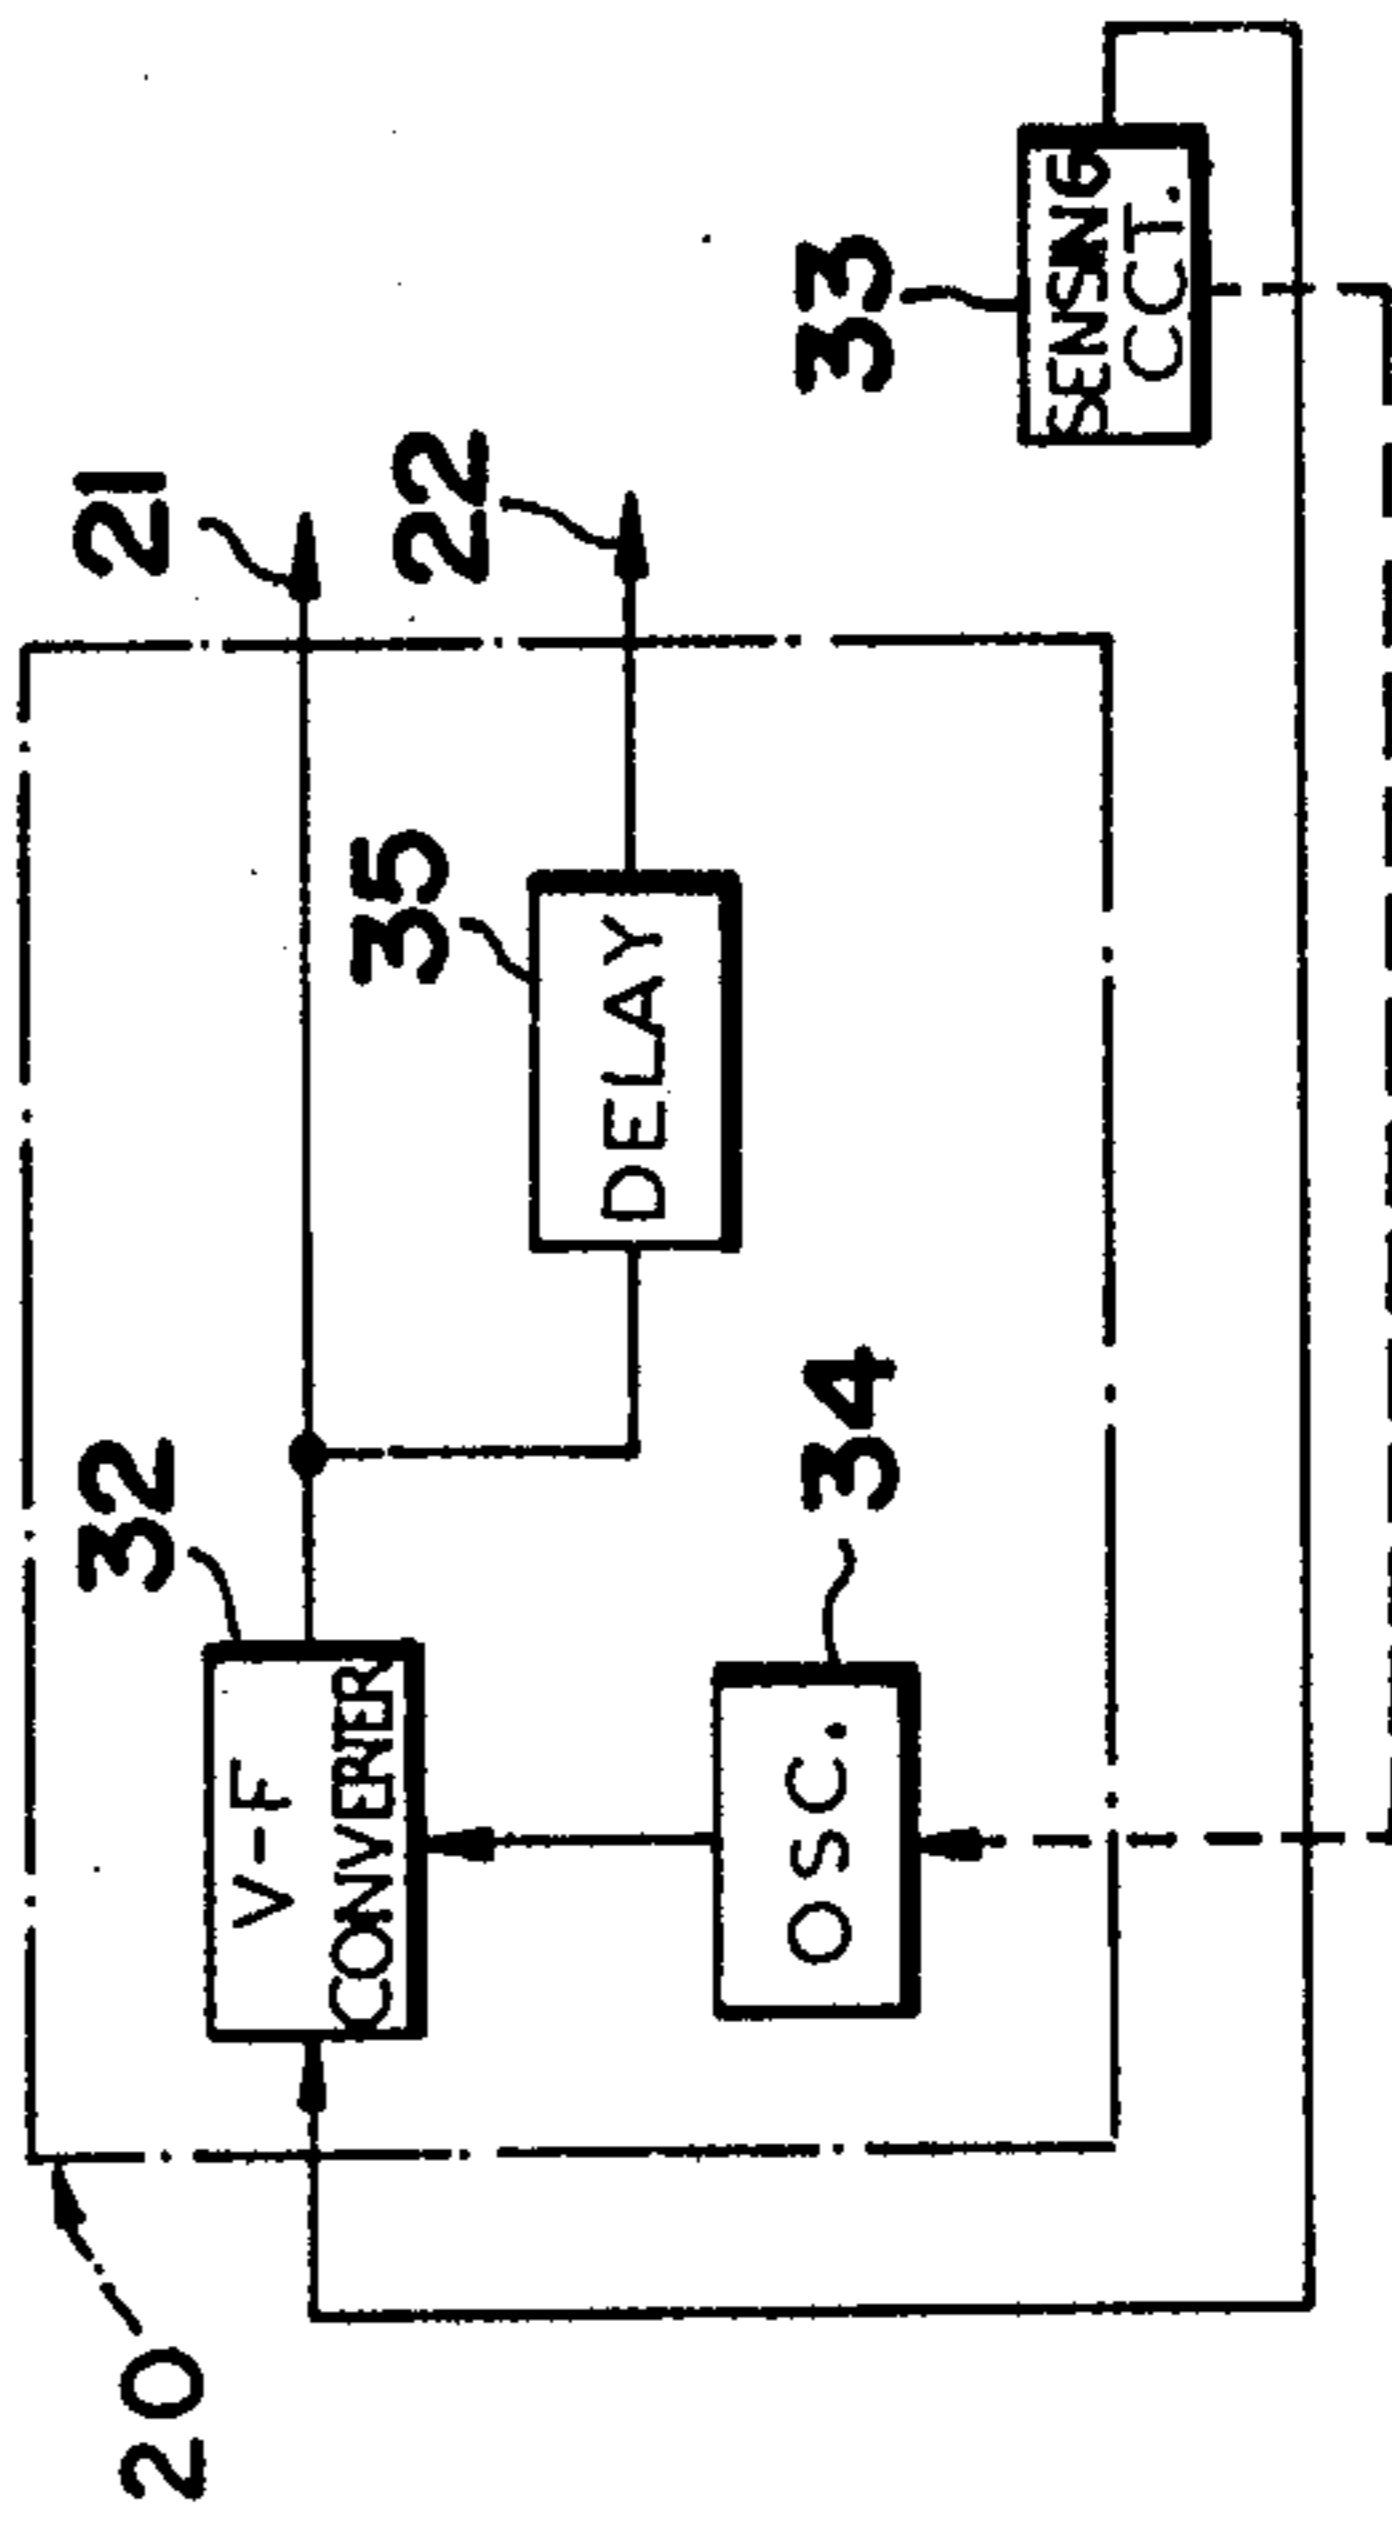 21
22
32
35
33
V-F
CONVERTER
DELAY
SENSING
CCT.
34
OSC.
20